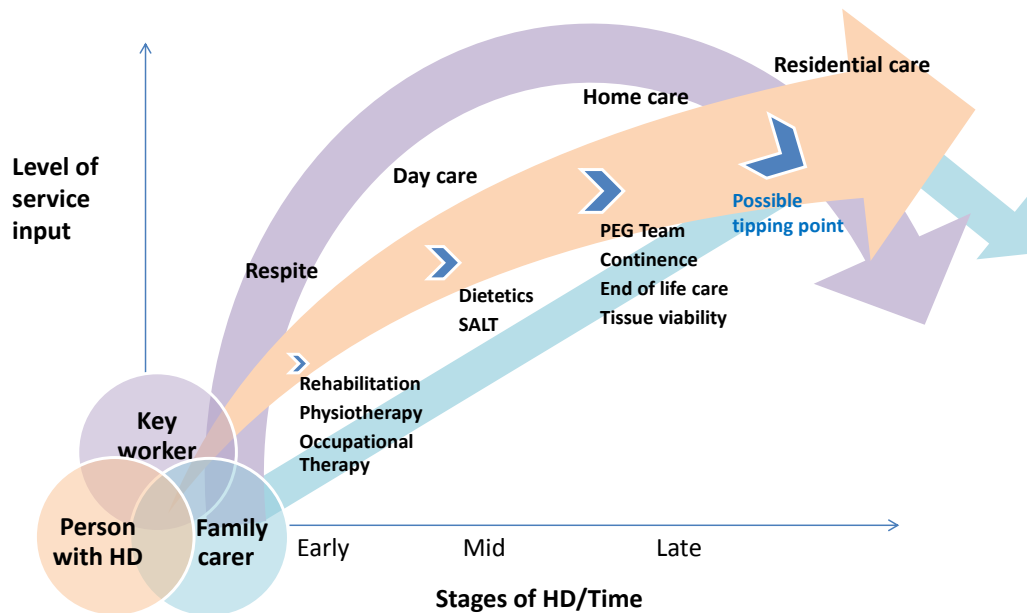 Residential care
Home care
Level of
service
input
Day care
Possible
tipping point
PEG Team
Continence
End of life care
Tissue viability
Respite
Dietetics
SALT
Rehabilitation
Physiotherapy
Occupational
Therapy
Key
worker
Person
with HD
Family
carer
Early
Mid
Late
Stages of HD/Time